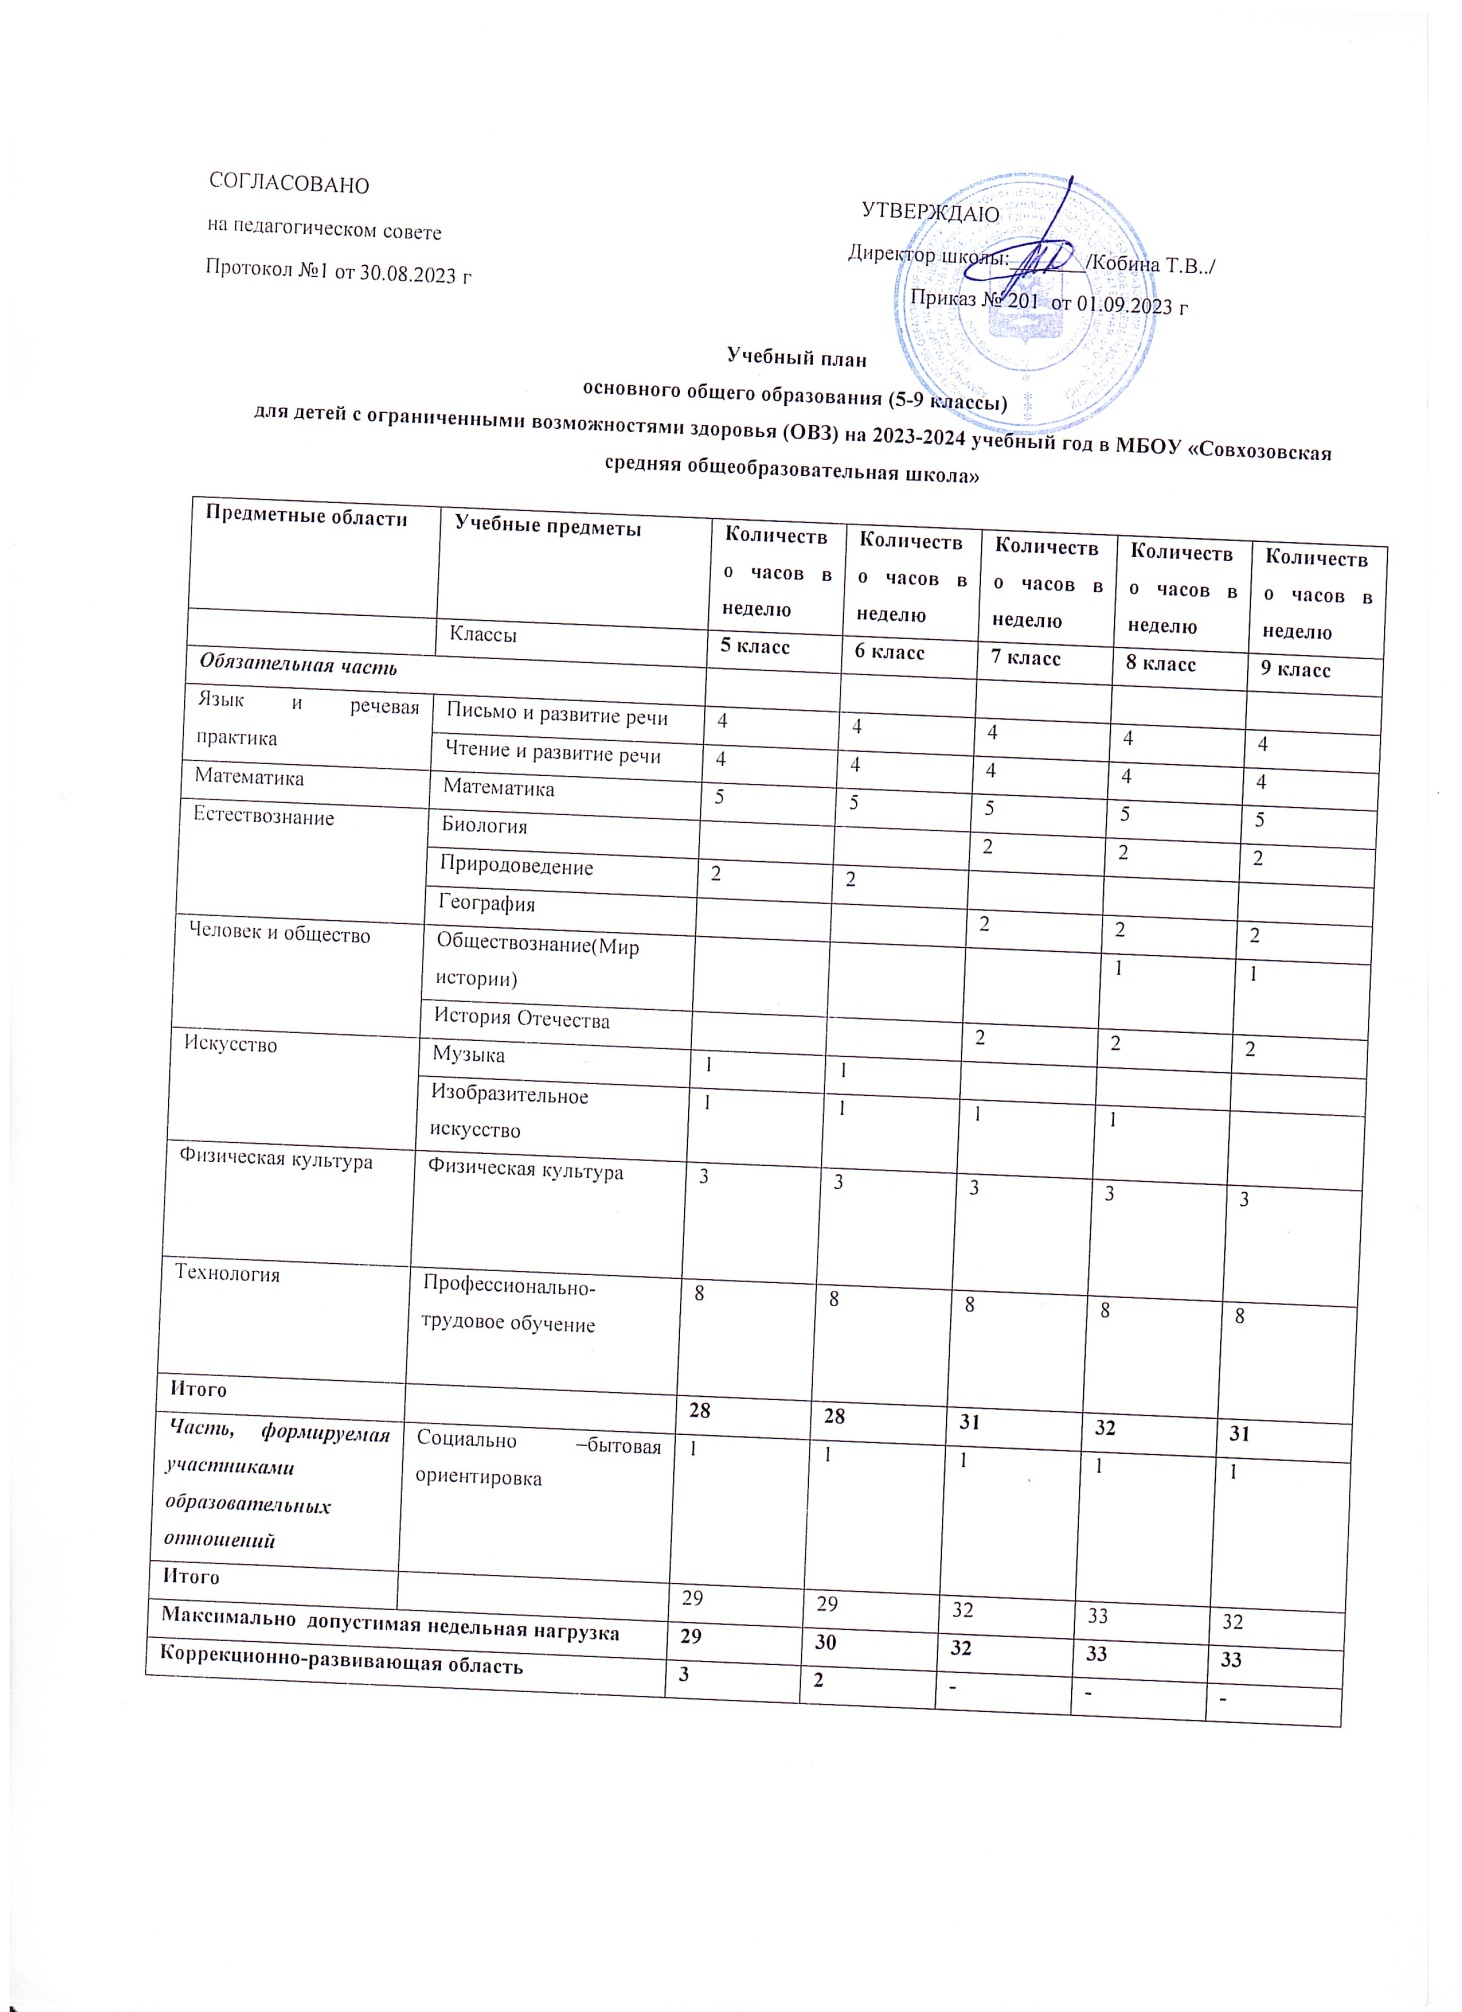 СОГЛАСОВАНО
на педагогическом совете
Протокол №1 от 30.08.2023 г
УТВЕРЖДАЮ
Директор школы:_______/Кобина Т.В../
Приказ № 201 от 01.09.2023 г
Учебный план
основного общего образования (5-9 классы)
для детей с ограниченными возможностями здоровья (ОВЗ) на 2023-2024 учебный год в МБОУ «Совхозовская
средняя общеобразовательная школа»
Предметные области Учебные предметы Количеств Количеств Количеств Количеств Количеств
о часов в о часов в о часов в о часов в о часов в
неделю неделю неделю неделю неделю
Классы 5 класс 6 класс 7 класс 8 класс 9 класс
Обязательная часть
Язык и речевая Письмо и развитие речи 4 4 4 4 4
практика Чтение и развитие речи 4 4 4 4 4
Математика Математика 5 5 5 5 5
Естествознание Биология 2 2 2
Природоведение 2 2
География 2 2 2
Человек и общество Обществознание(Мир 1 1
истории)
История Отечества 2 2 2
Искусство Музыка 1 1
Изобразительное 1 1 1 1
искусство
Физическая культура Физическая культура 3 3 3 3 3
Технология Профессионально- 8 8 8 8 8
трудовое обучение
Итого 28 28 31 32 31
Часть, формируемая Социально –бытовая 1 1 1 1 1
участниками ориентировка
образовательных
отношений
Итого 29 29 32 33 32
Максимально допустимая недельная нагрузка 29 30 32 33 33
Коррекционно-развивающая область 3 2 - - -